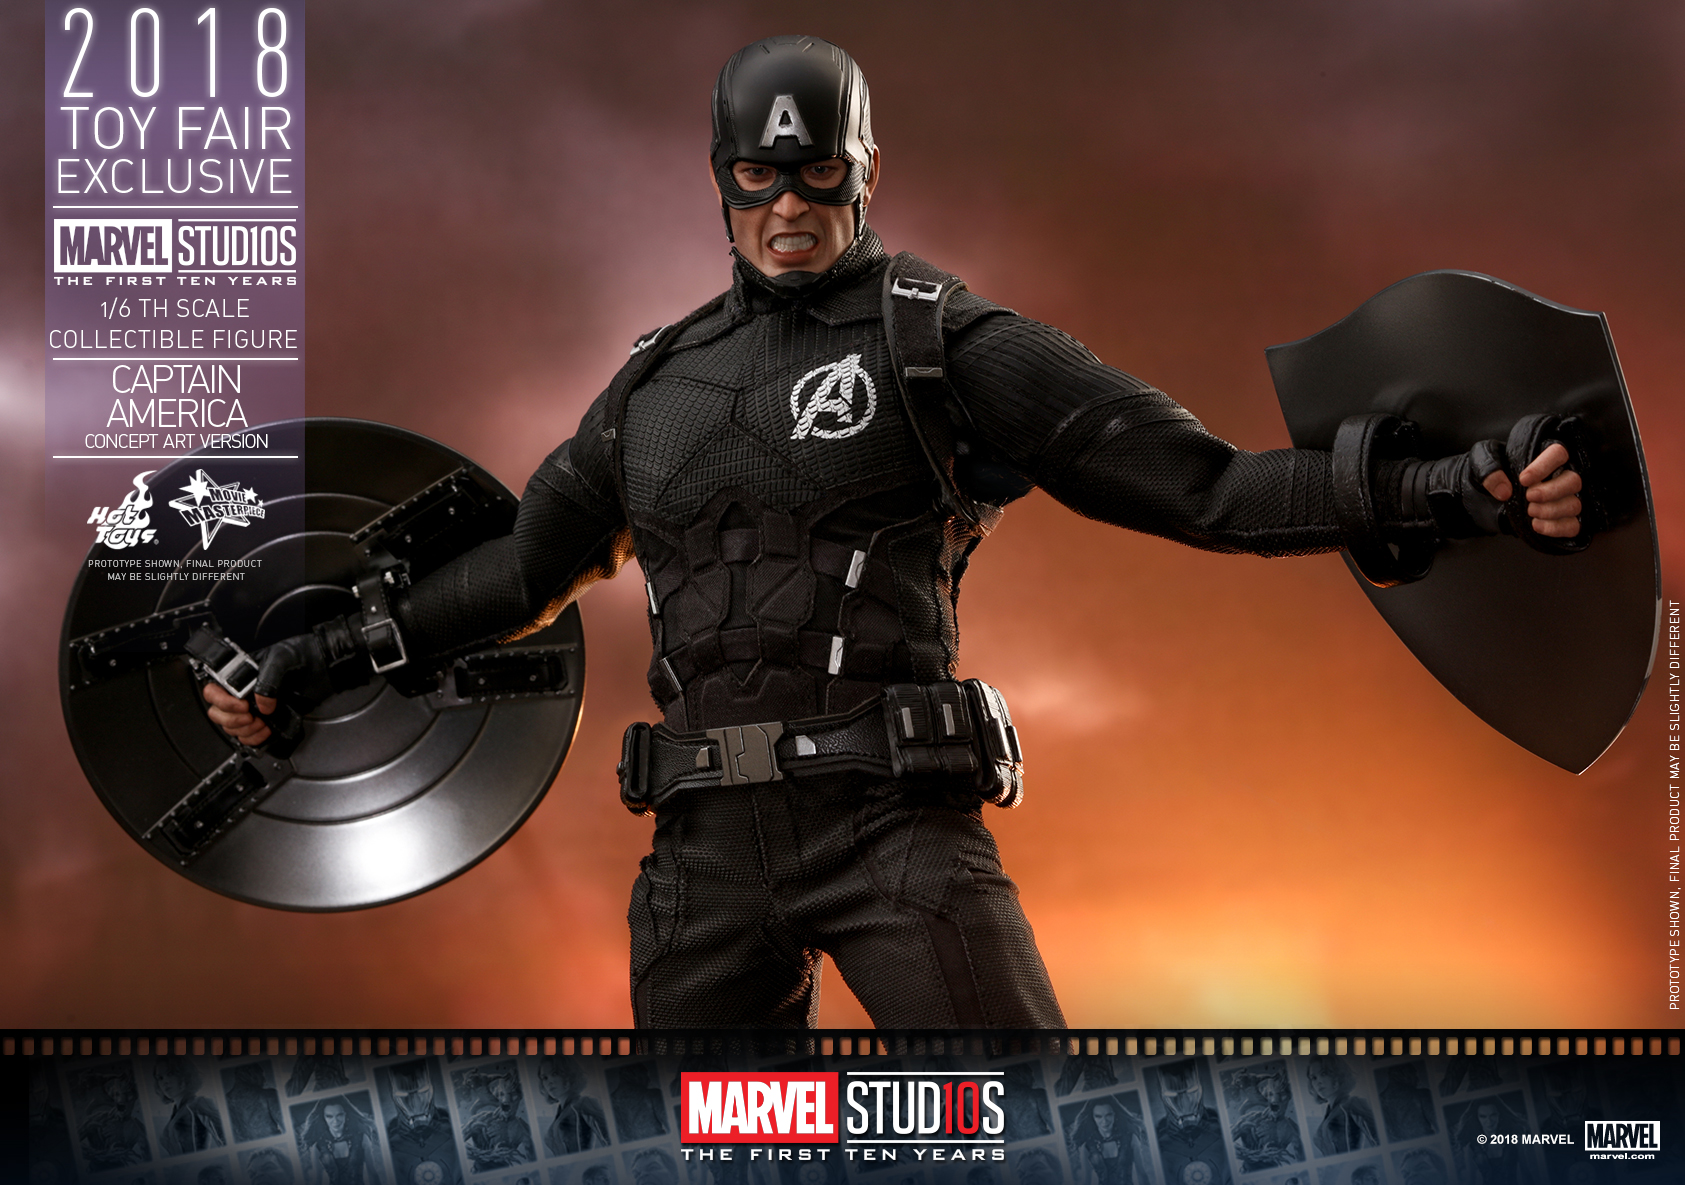 2018
TOY FAIR
EXCLUSIVE
MARVEL STUD10S
THE FIRST TEN YEARS
1/6 TH SCALE
COLLECTIBLE FIGURE
CAPTAIN
AMERICA
CONCEPT ART VERSION
Hot Toys®
MOVIE
MASTERPIECE
PROTOTYPE SHOWN, FINAL PRODUCT
MAY BE SLIGHTLY DIFFERENT
A
A
PROTOTYPE SHOWN, FINAL PRODUCT MAY BE SLIGHTLY DIFFERENT
MARVEL STUD10S
THE FIRST TEN YEARS
© 2018 MARVEL MARVEL
marvel.com